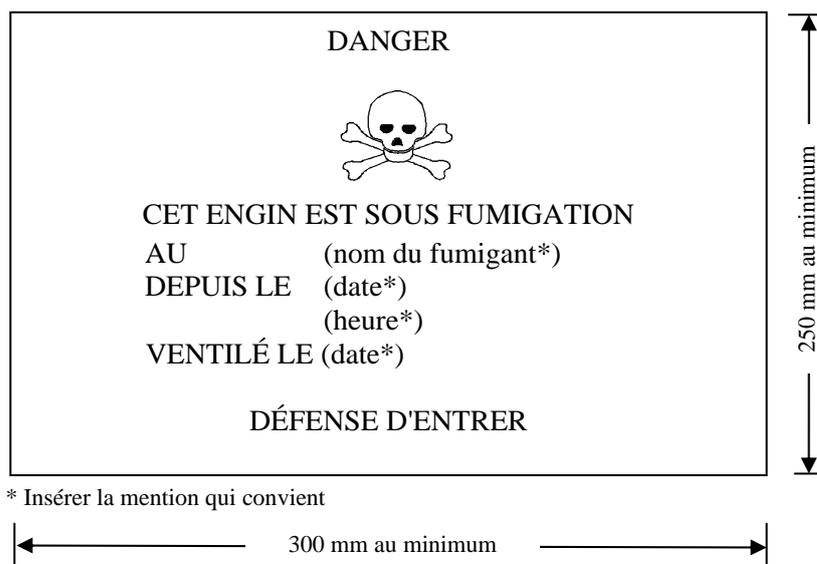 DANGER
CET ENGIN EST SOUS FUMIGATION
AU (nom du fumigant*)
DEPUIS LE (date*)
(heure*)
VENTILÉ LE (date*)
DÉFENSE D'ENTRER
250 mm au minimum
* Insérer la mention qui convient
300 mm au minimum